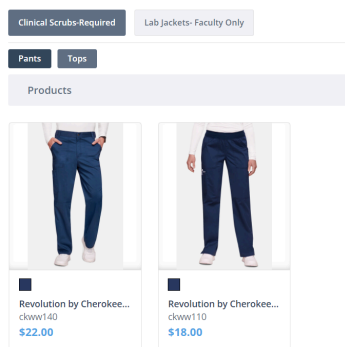 Clinical Scrubs-Required
Lab Jackets- Faculty Only
Pants
Tops
Products
Revolution by Cherokee...
ckww140
$22.00
Revolution by Cherokee...
ckww110
$18.00